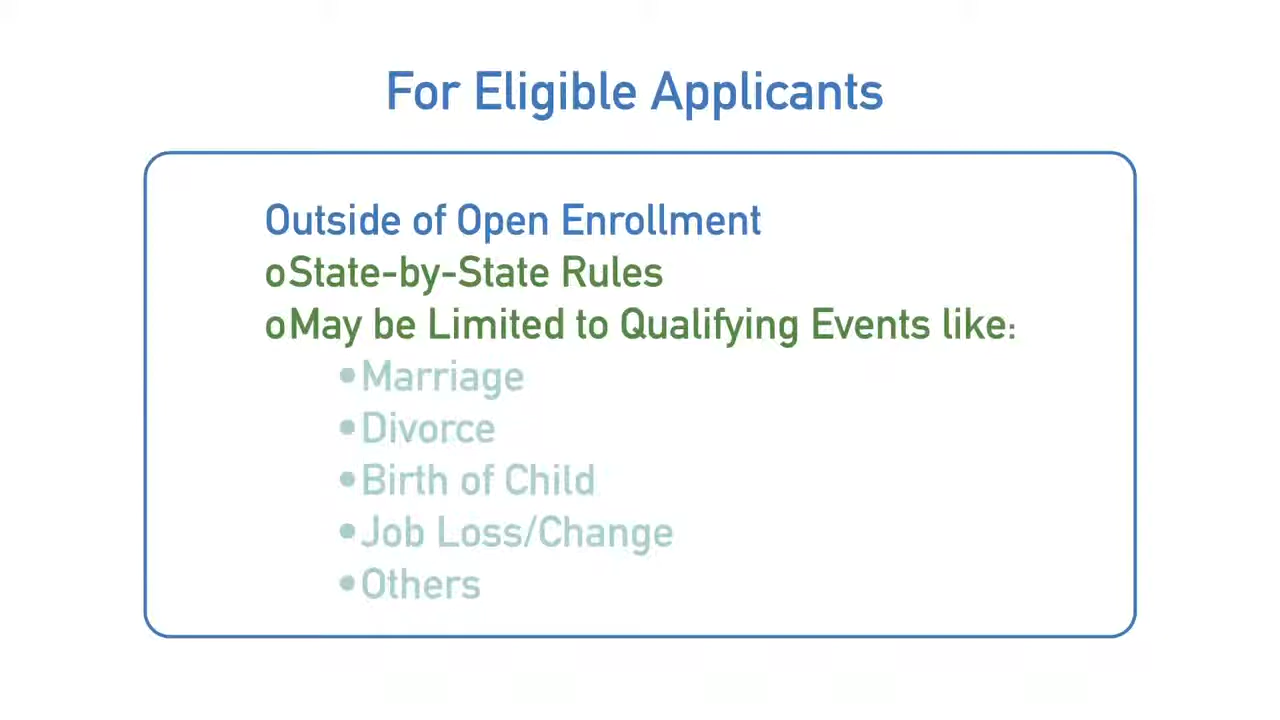 For Eligible Applicants
Outside of Open Enrollment
oState-by-State Rules
oMay be Limited to Qualifying Events like:
•Marriage
•Divorce
•Birth of Child
•Job Loss/Change
•Others